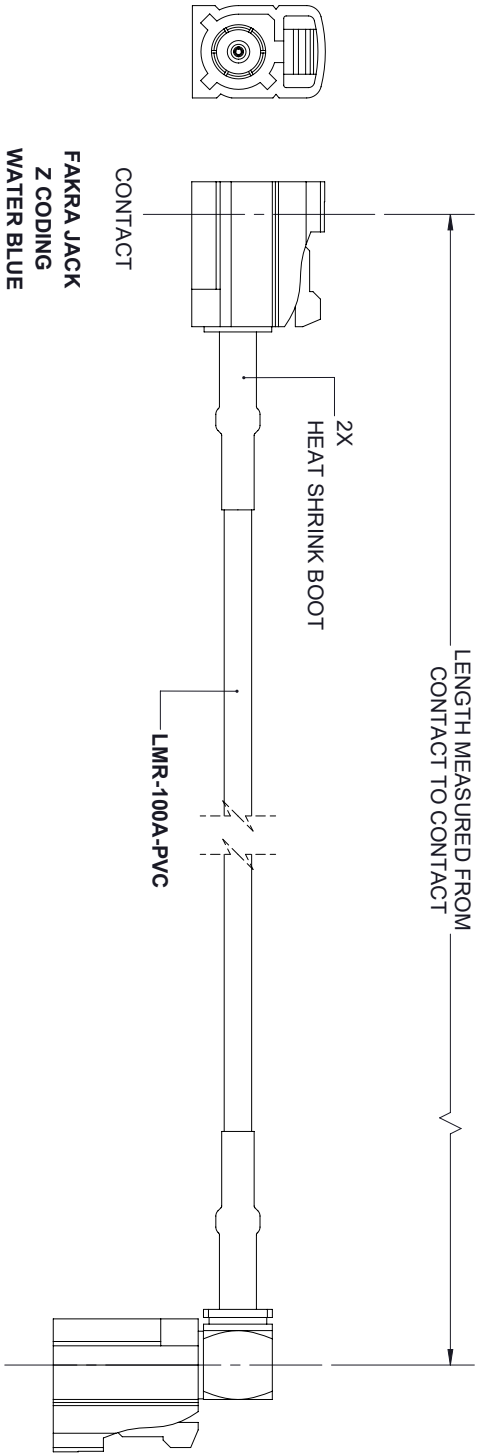 LENGTH MEASURED FROM
CONTACT TO CONTACT
2X
HEAT SHRINK BOOT
LMR-100A-PVC
CONTACT
FAKRA JACK
Z CODING
WATER BLUE